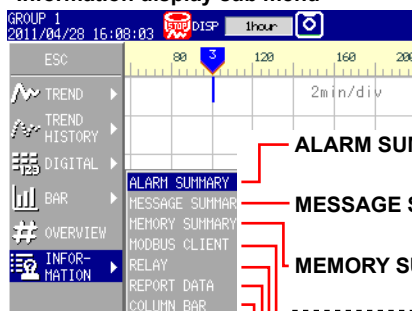 Information display sub menu
GROUP 1
2011/04/28 16:08:03 STOP DISP 1hour
ESC
80 3 120 160 200
TREND
2min/div
TREND
HISTORY
DIGITAL
BAR
OVERVIEW
INFOR-
MATION
ALARM SUMMARY
MESSAGE SUMMAR
MEMORY SUMMARY
MODBUS CLIENT
RELAY
REPORT DATA
COLUMN BAR
ALARM SUM
MESSAGE S
MEMORY SU